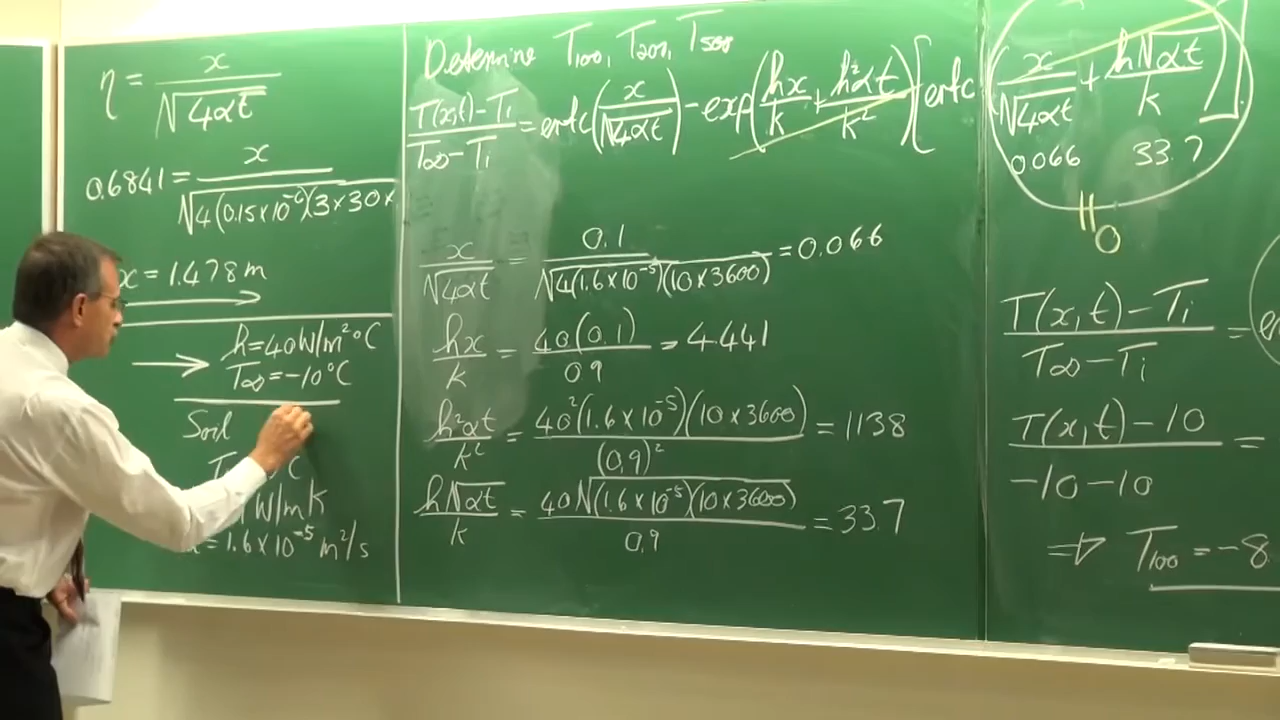 η = x / √4αt
0.6841 = x / √4(0.15×10⁻⁶)(3×30×
x = 1.478 m
h = 40 W/m²°C
T∞ = -10°C
Soil
W/mK
= 1.6×10⁻⁵ m²/s
Determine T₁₀₀, T₂₀₀, T₅₀₀
T(x,t)-Ti / T∞-Ti = erfc(x / √4αt) - exp(hx/k + h²αt/k²)[erfc(x / √4αt + h√αt / k)]
0.066 33.7
0
x / √4αt = 0.1 / √4(1.6×10⁻⁵)(10×3600) = 0.066
hx / k = 40(0.1) / 0.9 = 4.441
h²αt / k² = 40²(1.6×10⁻⁵)(10×3600) / (0.9)² = 1138
h√αt / k = 40√(1.6×10⁻⁵)(10×3600) / 0.9 = 33.7
T(x,t)-Ti / T∞-Ti =
T(x,t)-10 / -10-10 =
⇒ T₁₀₀ = -8